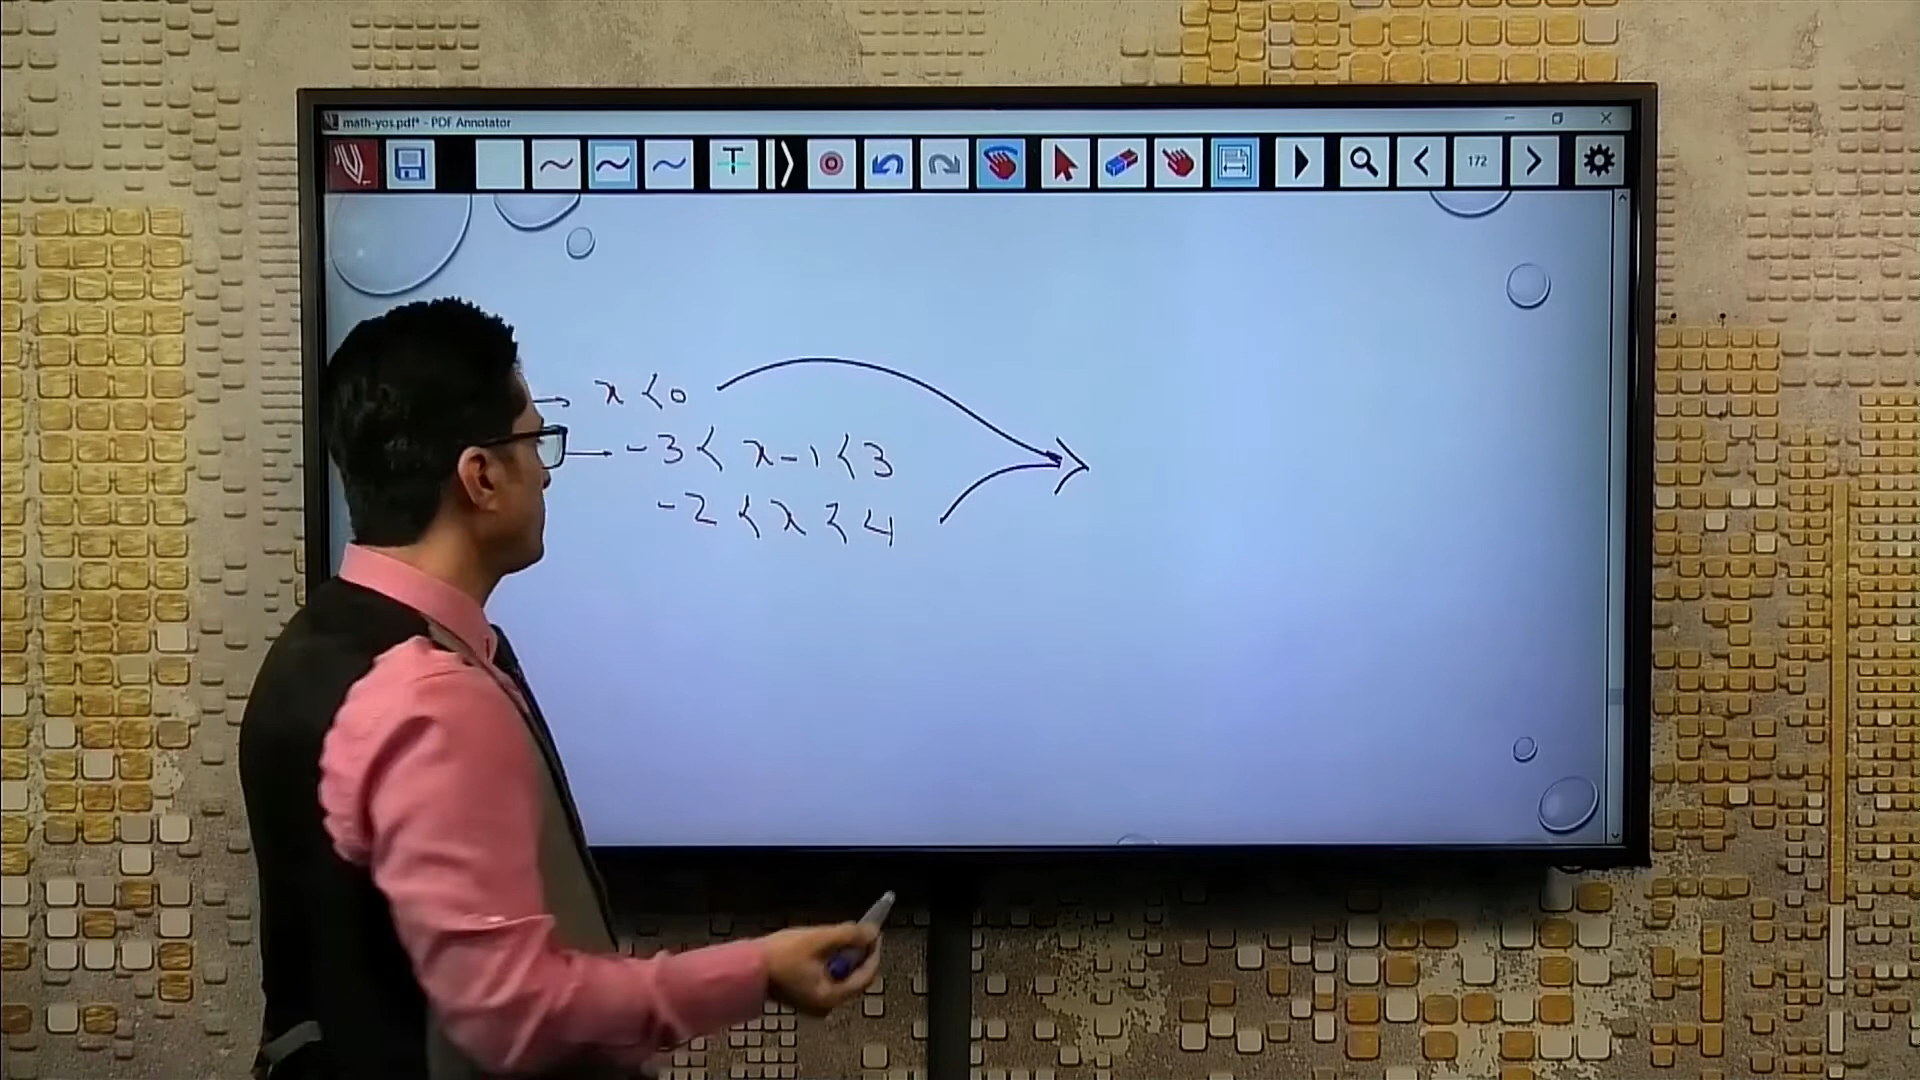 math-yos.pdf* - PDF Annotator
172
→ x < 0
→ -3 < x-1 < 3
-2 < x < 4